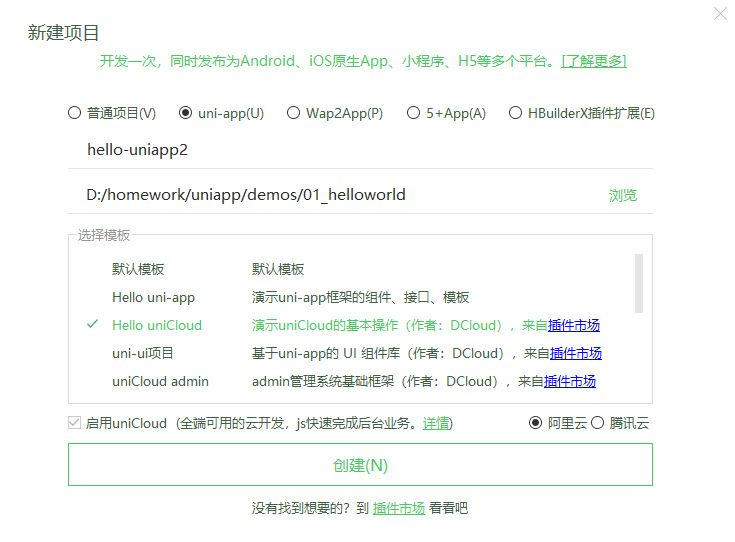 新建项目
开发一次，同时发布为Android、iOS原生App、小程序、H5等多个平台。[了解更多]
普通项目(V) uni-app(U) Wap2App(P) 5+App(A) HBuilderX插件扩展(E)
hello-uniapp2
D:/homework/uniapp/demos/01_helloworld 浏览
选择模板
默认模板 默认模板
Hello uni-app 演示uni-app框架的组件、接口、模板
Hello uniCloud 演示uniCloud的基本操作（作者：DCloud），来自插件市场
uni-ui项目 基于uni-app的 UI 组件库（作者：DCloud），来自插件市场
uniCloud admin admin管理系统基础框架（作者：DCloud），来自插件市场
启用uniCloud（全端可用的云开发，js快速完成后台业务。详情) 阿里云 腾讯云
创建(N)
没有找到想要的？到 插件市场 看看吧